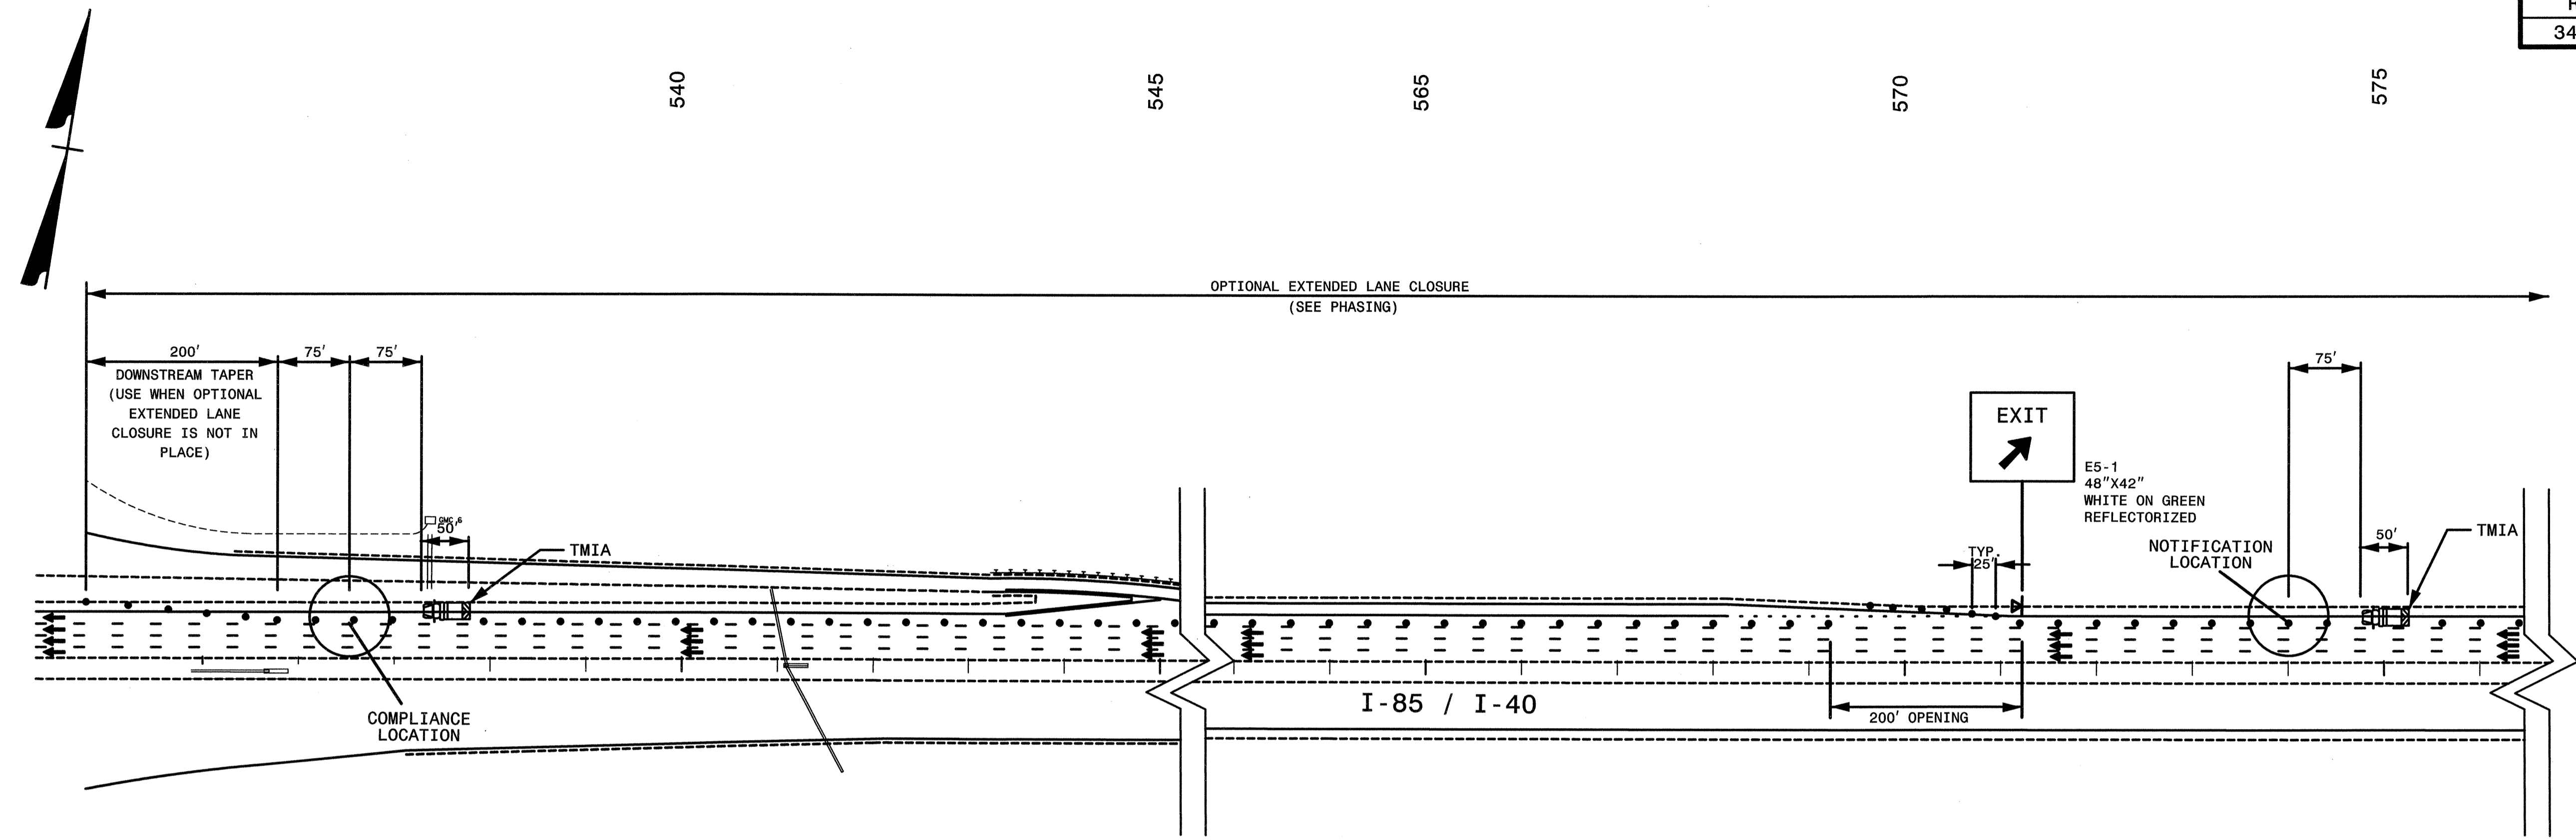 34
540
545
565
570
575
OPTIONAL EXTENDED LANE CLOSURE
(SEE PHASING)
200'
75'
75'
DOWNSTREAM TAPER
(USE WHEN OPTIONAL
EXTENDED LANE
CLOSURE IS NOT IN
PLACE)
75'
EXIT
E5-1
48"X42"
WHITE ON GREEN
REFLECTORIZED
50'
TMIA
TYP.
25'
NOTIFICATION
LOCATION
50'
TMIA
COMPLIANCE
LOCATION
I-85 / I-40
200' OPENING